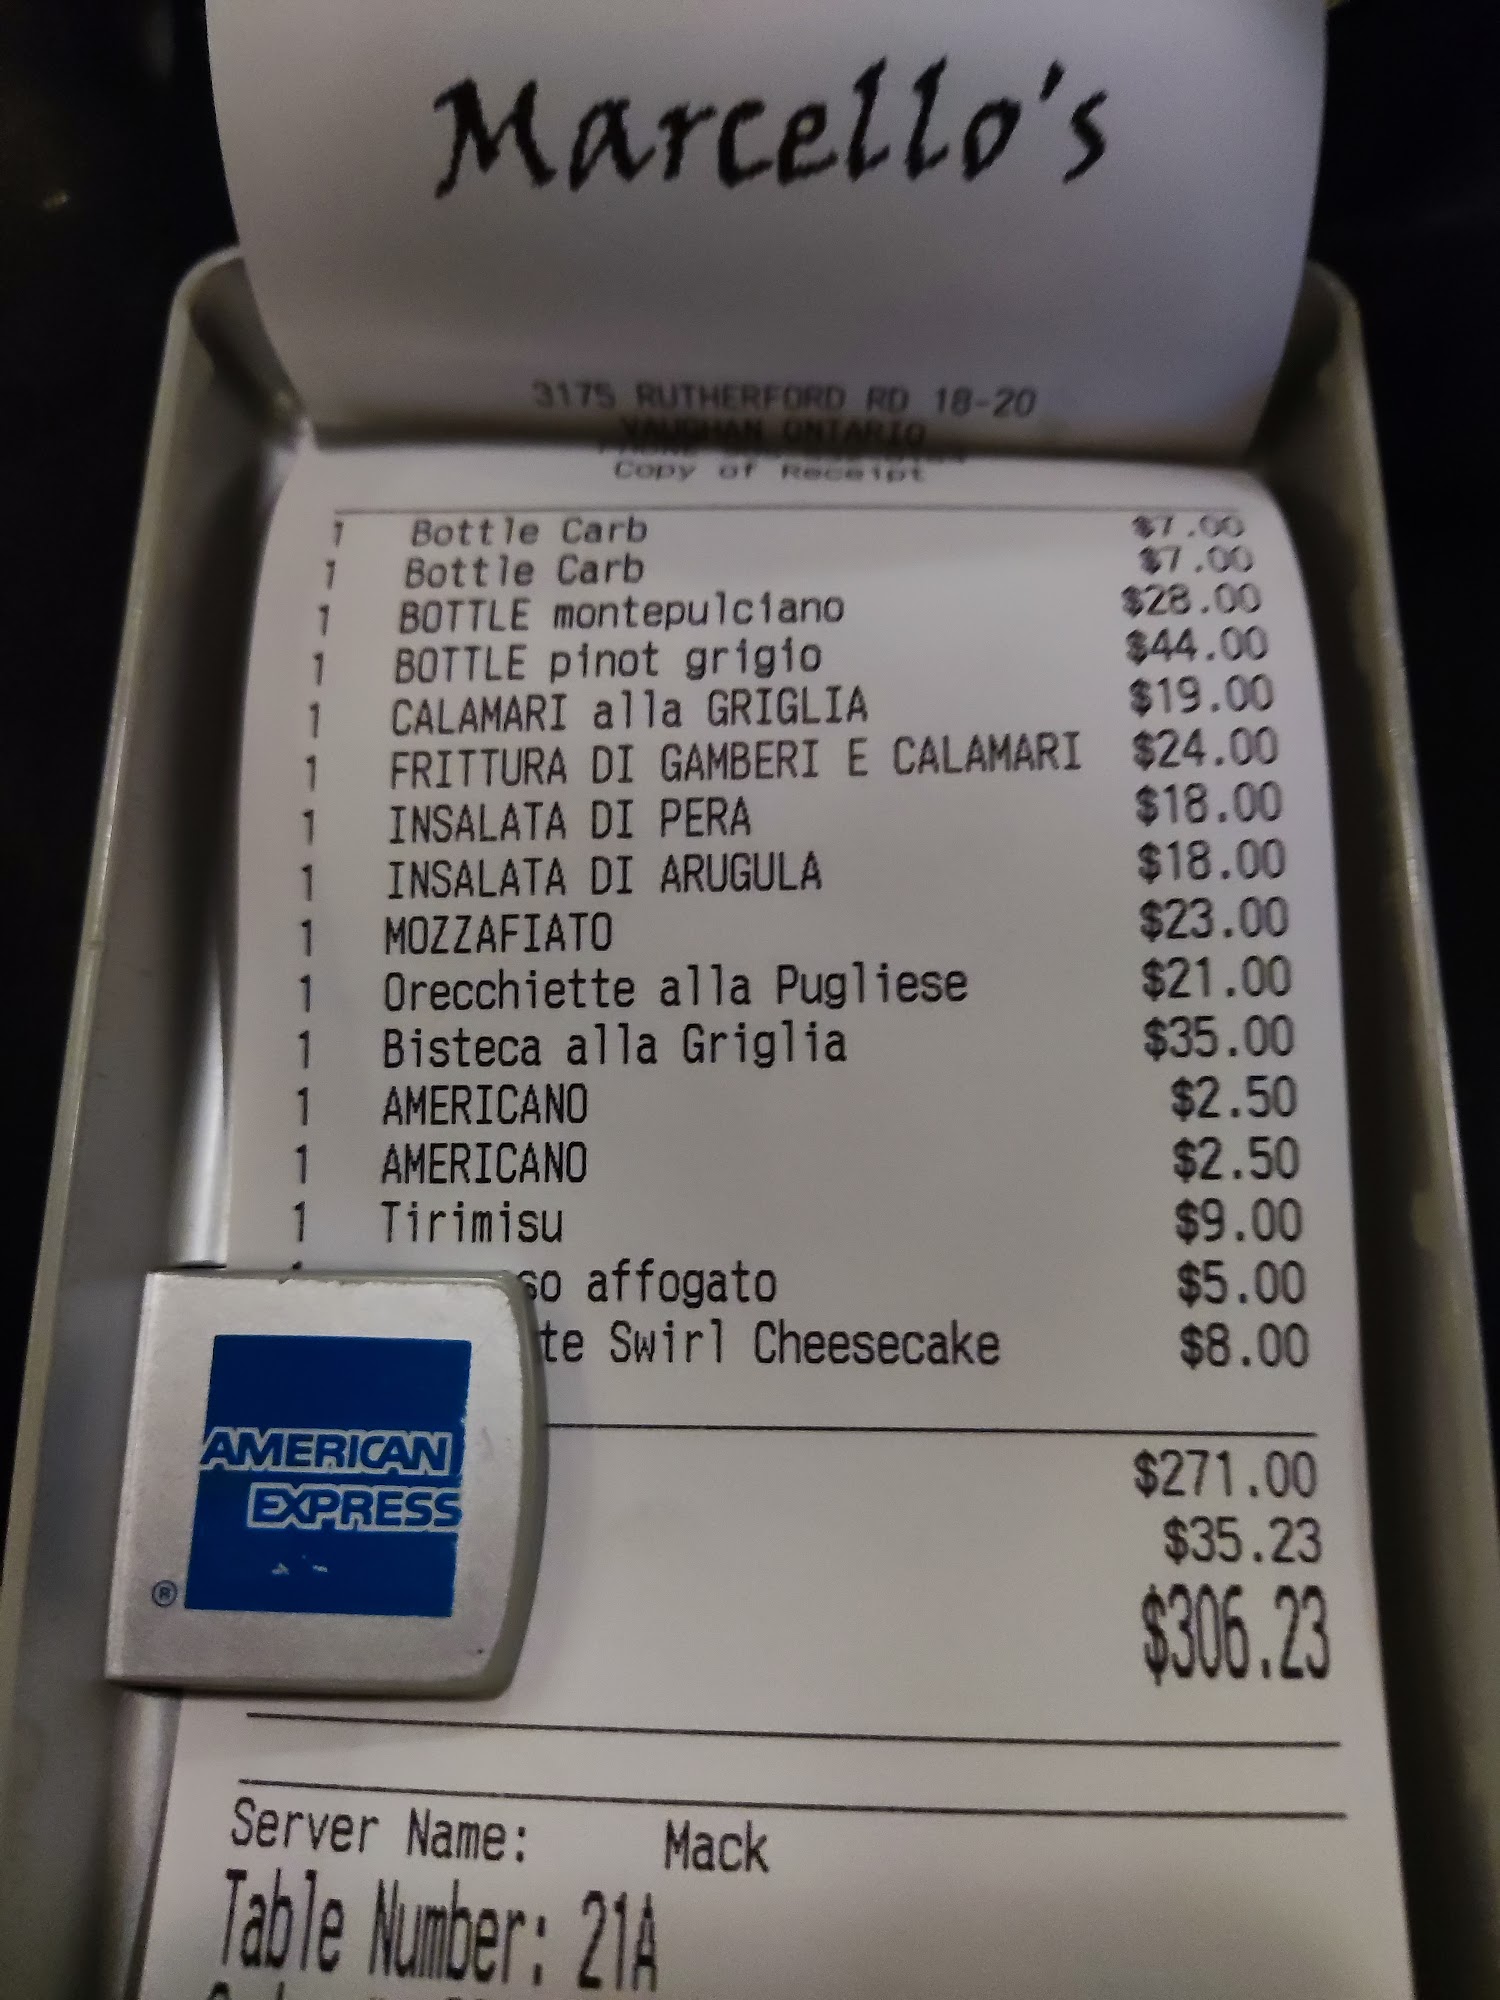 Marcello's
3175 RUTHERFORD RD 18-20
VAUGHAN ONTARIO
Copy of Receipt
1 Bottle Carb $7.00
1 Bottle Carb $7.00
1 BOTTLE montepulciano $28.00
1 BOTTLE pinot grigio $44.00
1 CALAMARI alla GRIGLIA $19.00
1 FRITTURA DI GAMBERI E CALAMARI $24.00
1 INSALATA DI PERA $18.00
1 INSALATA DI ARUGULA $18.00
1 MOZZAFIATO $23.00
1 Orecchiette alla Pugliese $21.00
1 Bisteca alla Griglia $35.00
1 AMERICANO $2.50
1 AMERICANO $2.50
1 Tirimisu $9.00
so affogato $5.00
te Swirl Cheesecake $8.00
$271.00
$35.23
$306.23
AMERICAN
EXPRESS
®
Server Name: Mack
Table Number: 21A